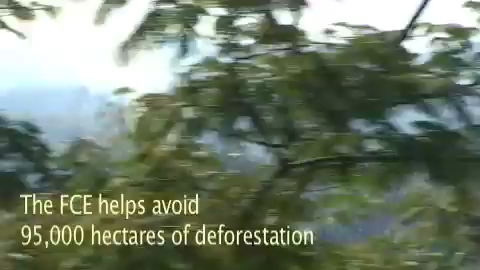 The FCE helps avoid
95,000 hectares of deforestation